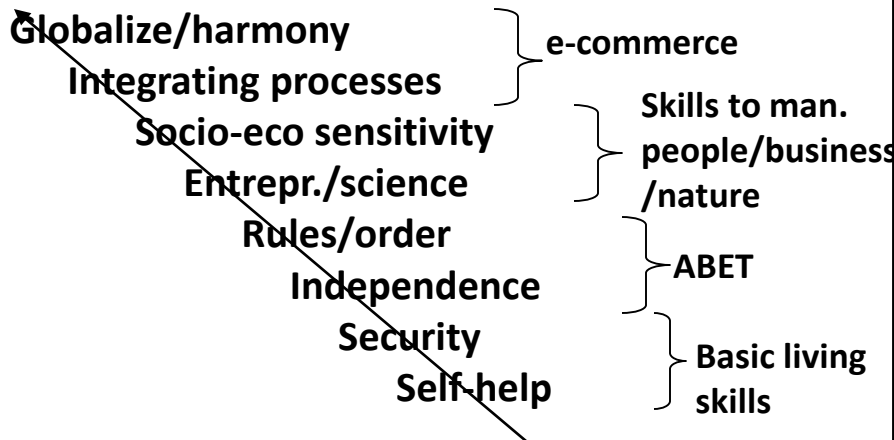 Globalize/harmony
Integrating processes
e-commerce
Socio-eco sensitivity
Entrepr./science
Skills to man.
people/business
/nature
Rules/order
Independence
ABET
Security
Self-help
Basic living
skills